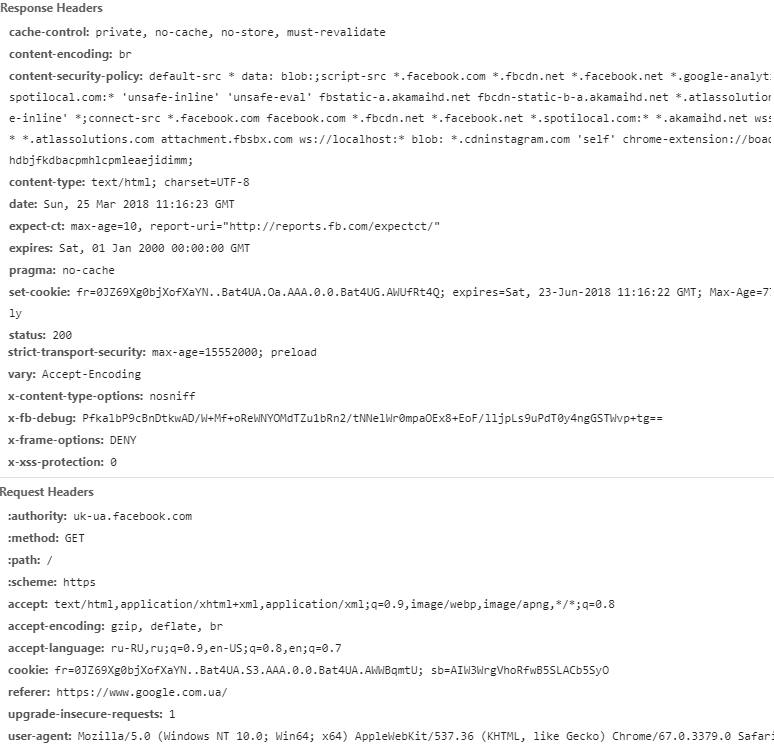 Response Headers
cache-control: private, no-cache, no-store, must-revalidate
content-encoding: br
content-security-policy: default-src * data: blob:;script-src *.facebook.com *.fbcdn.net *.facebook.net *.google-analyti
spotilocal.com:* 'unsafe-inline' 'unsafe-eval' fbstatic-a.akamaihd.net fbcdn-static-b-a.akamaihd.net *.atlassolution
e-inline' *;connect-src *.facebook.com facebook.com *.fbcdn.net *.facebook.net *.spotilocal.com:* *.akamaihd.net wss
* *.atlassolutions.com attachment.fbsbx.com ws://localhost:* blob: *.cdninstagram.com 'self' chrome-extension://boad
hdbjfkdbacpmhlcpmleaejidimm;
content-type: text/html; charset=UTF-8
date: Sun, 25 Mar 2018 11:16:23 GMT
expect-ct: max-age=10, report-uri="http://reports.fb.com/expectct/"
expires: Sat, 01 Jan 2000 00:00:00 GMT
pragma: no-cache
set-cookie: fr=0JZ69Xg0bjXofXaYN..Bat4UA.Oa.AAA.0.0.Bat4UG.AWUfRt4Q; expires=Sat, 23-Jun-2018 11:16:22 GMT; Max-Age=77
ly
status: 200
strict-transport-security: max-age=15552000; preload
vary: Accept-Encoding
x-content-type-options: nosniff
x-fb-debug: PfkalbP9cBnDtkwAD/W+Mf+oReWNYOMdTZu1bRn2/tNNelWr0mpaOEx8+EoF/lljpLs9uPdT0y4ngGSTWvp+tg==
x-frame-options: DENY
x-xss-protection: 0
Request Headers
:authority: uk-ua.facebook.com
:method: GET
:path: /
:scheme: https
accept: text/html,application/xhtml+xml,application/xml;q=0.9,image/webp,image/apng,*/*;q=0.8
accept-encoding: gzip, deflate, br
accept-language: ru-RU,ru;q=0.9,en-US;q=0.8,en;q=0.7
cookie: fr=0JZ69Xg0bjXofXaYN..Bat4UA.S3.AAA.0.0.Bat4UA.AWWBqmtU; sb=AIW3WrgVhoRfwB5SLACb5SyO
referer: https://www.google.com.ua/
upgrade-insecure-requests: 1
user-agent: Mozilla/5.0 (Windows NT 10.0; Win64; x64) AppleWebKit/537.36 (KHTML, like Gecko) Chrome/67.0.3379.0 Safari